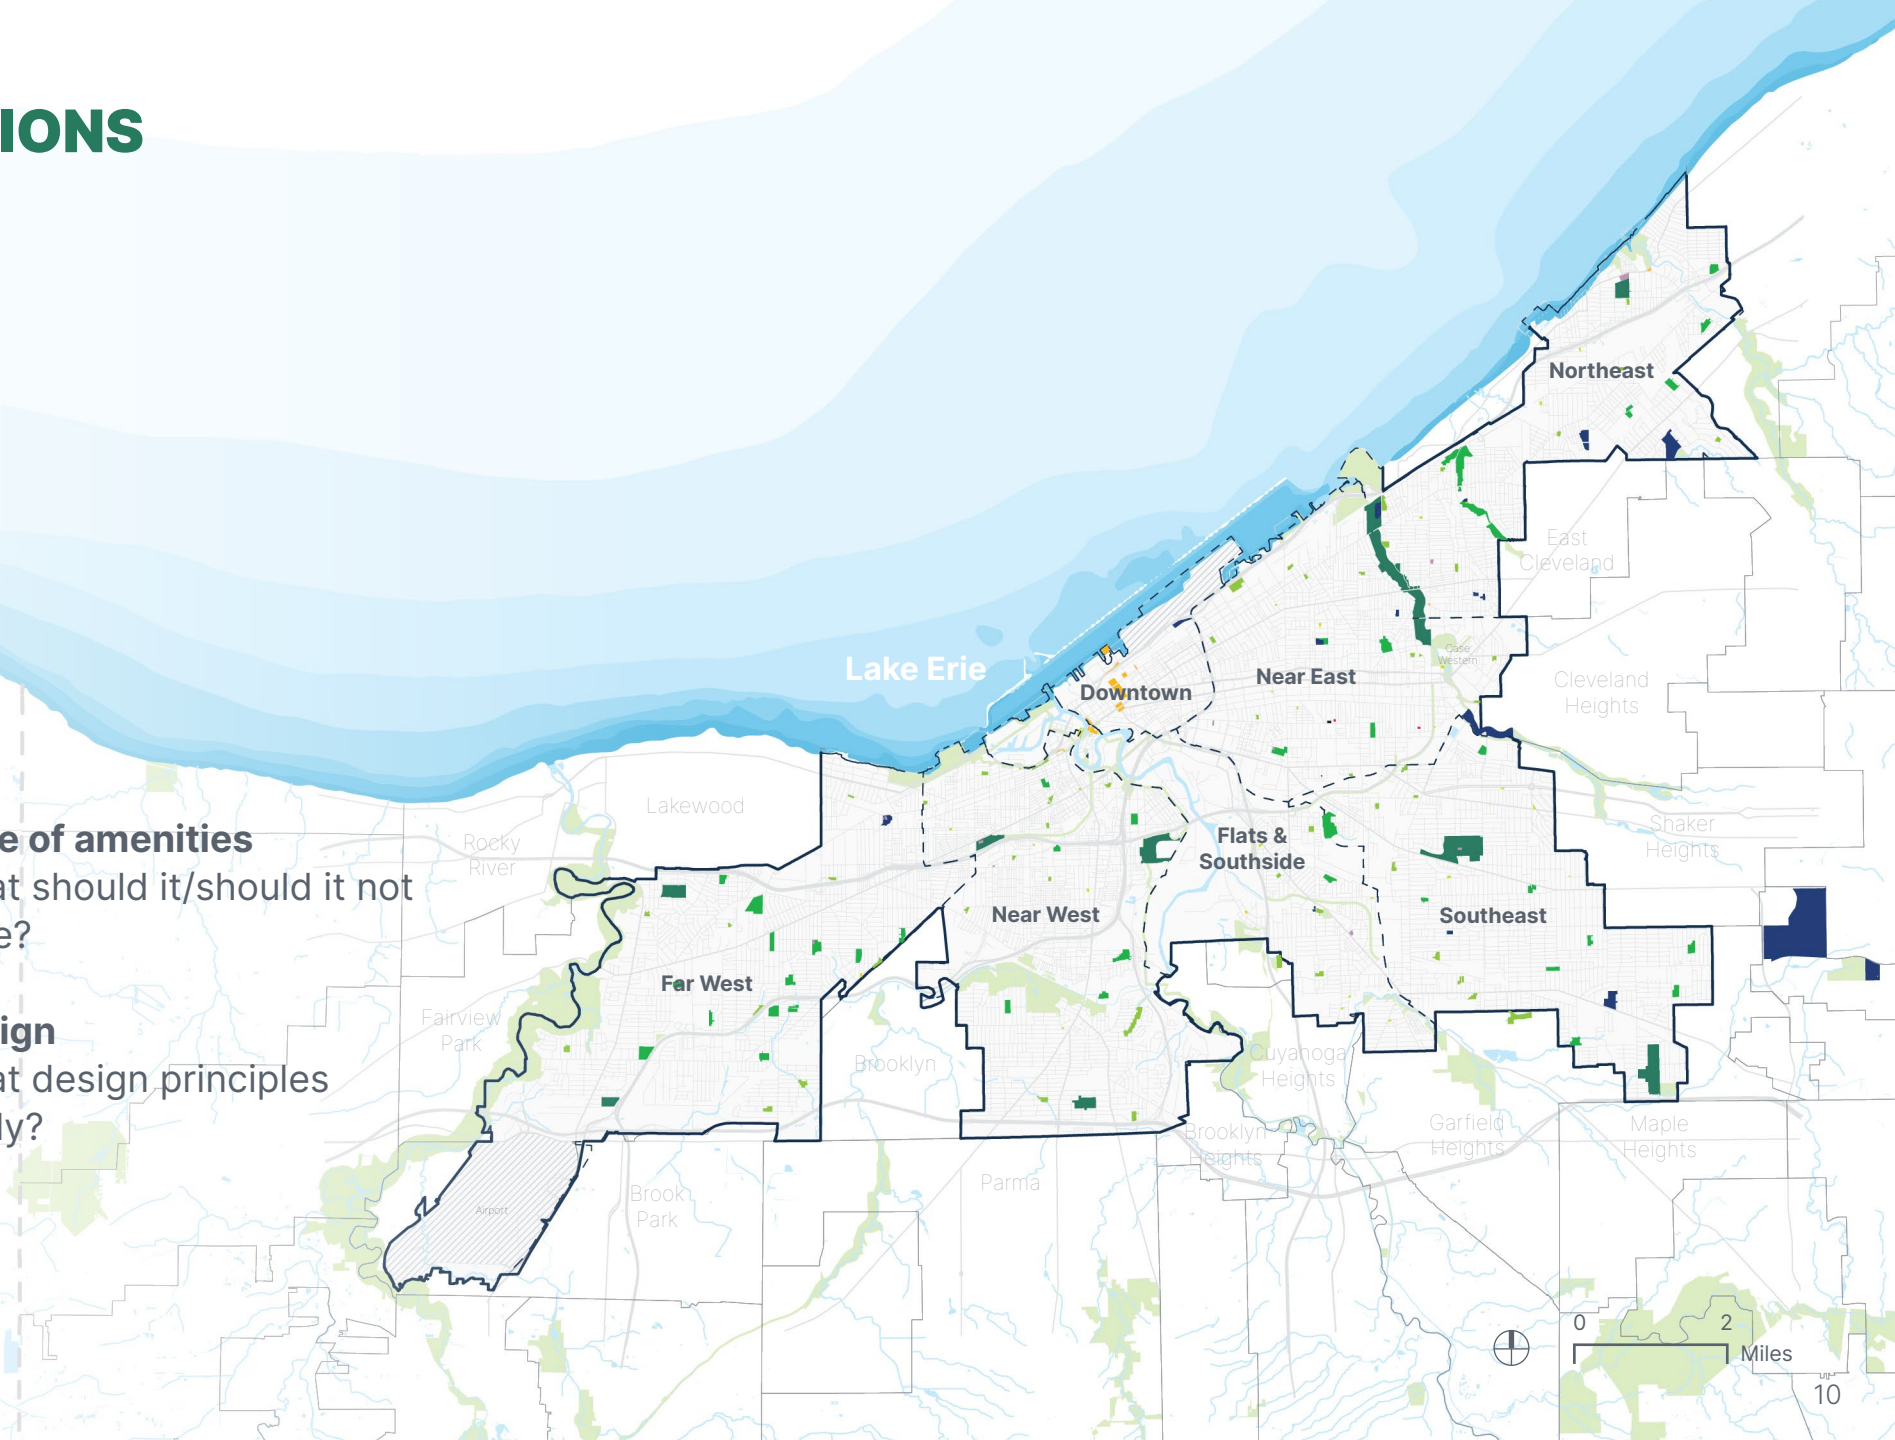 IONS
e of amenities
at should it/should it not
e?
ign
at design principles
ly?
Lake Erie
Northeast
East
Cleveland
Case
Western
Near East
Downtown
Cleveland
Heights
Lakewood
Rocky
River
Flats &
Southside
Shaker
Heights
Near West
Southeast
Far West
Fairview
Park
Brooklyn
Cuyahoga
Heights
Brooklyn
Heights
Garfield
Heights
Maple
Heights
Parma
Brook
Park
Airport
0 2
Miles
10